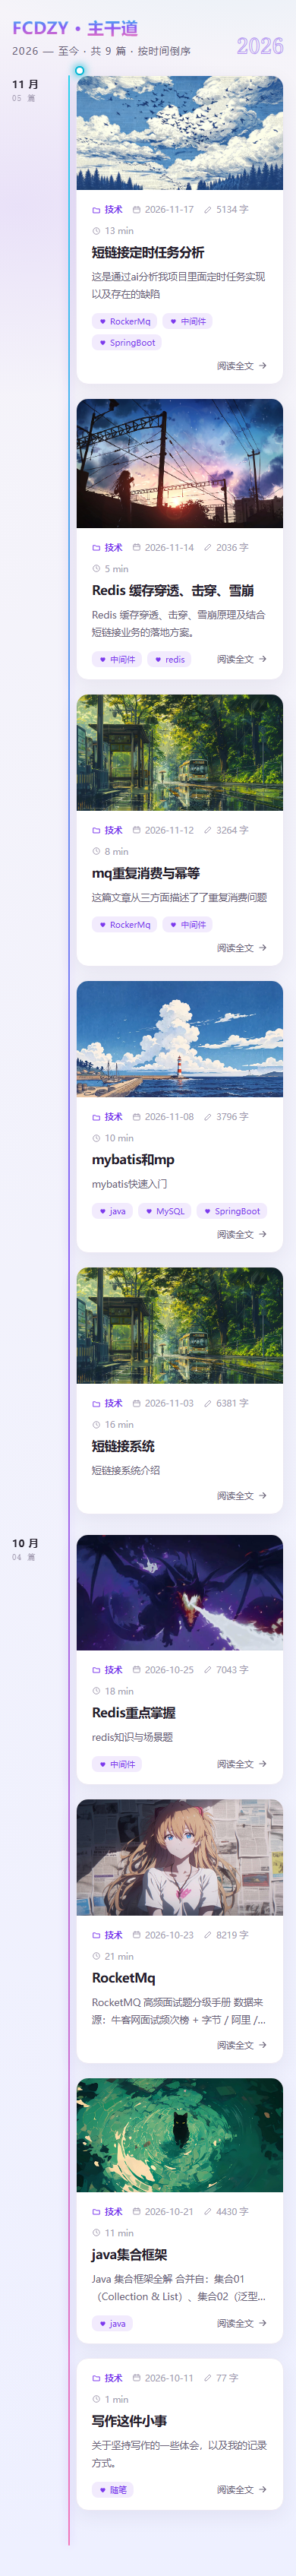 FCDZY · 主干道
2026 — 至今 · 共 9 篇 · 按时间倒序
2026
11 月
05 篇
技术 2026-11-17 5134 字
13 min
短链接定时任务分析
这是通过ai分析我项目里面定时任务实现
以及存在的缺陷
RockerMq 中间件
SpringBoot
阅读全文 →
技术 2026-11-14 2036 字
5 min
Redis 缓存穿透、击穿、雪崩
Redis 缓存穿透、击穿、雪崩原理及结合
短链接业务的落地方案。
中间件 redis 阅读全文 →
技术 2026-11-12 3264 字
8 min
mq重复消费与幂等
这篇文章从三方面描述了了重复消费问题
RockerMq 中间件
阅读全文 →
技术 2026-11-08 3796 字
10 min
mybatis和mp
mybatis快速入门
java MySQL SpringBoot
阅读全文 →
技术 2026-11-03 6381 字
16 min
短链接系统
短链接系统介绍
阅读全文 →
10 月
04 篇
技术 2026-10-25 7043 字
18 min
Redis重点掌握
redis知识与场景题
中间件 阅读全文 →
技术 2026-10-23 8219 字
21 min
RocketMq
RocketMQ 高频面试题分级手册 数据来
源：牛客网面试频次榜 + 字节 / 阿里 /...
阅读全文 →
技术 2026-10-21 4430 字
11 min
java集合框架
Java 集合框架全解 合并自：集合01
（Collection & List）、集合02（泛型...
java 阅读全文 →
技术 2026-10-11 77 字
1 min
写作这件小事
关于坚持写作的一些体会，以及我的记录
方式。
随笔 阅读全文 →